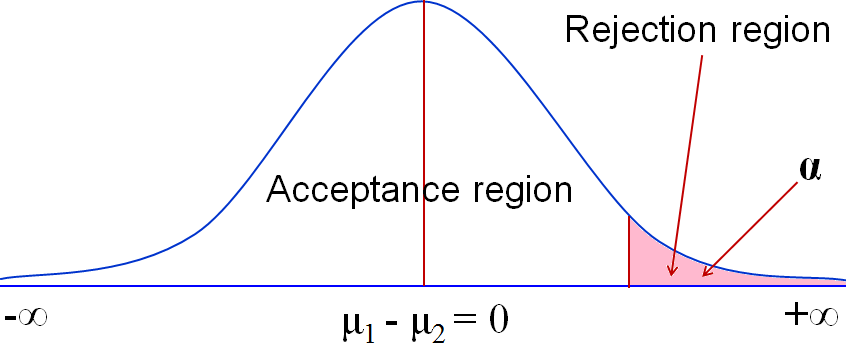 Rejection region
α
Acceptance region
-∞
μ1 - μ2 = 0
+∞